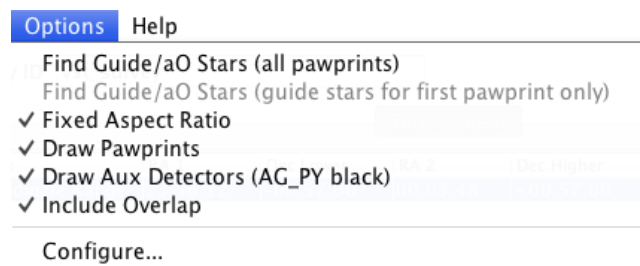 Options Help
Find Guide/aO Stars (all pawprints)
Find Guide/aO Stars (guide stars for first pawprint only)
✓ Fixed Aspect Ratio
✓ Draw Pawprints
✓ Draw Aux Detectors (AG_PY black)
✓ Include Overlap
Configure...